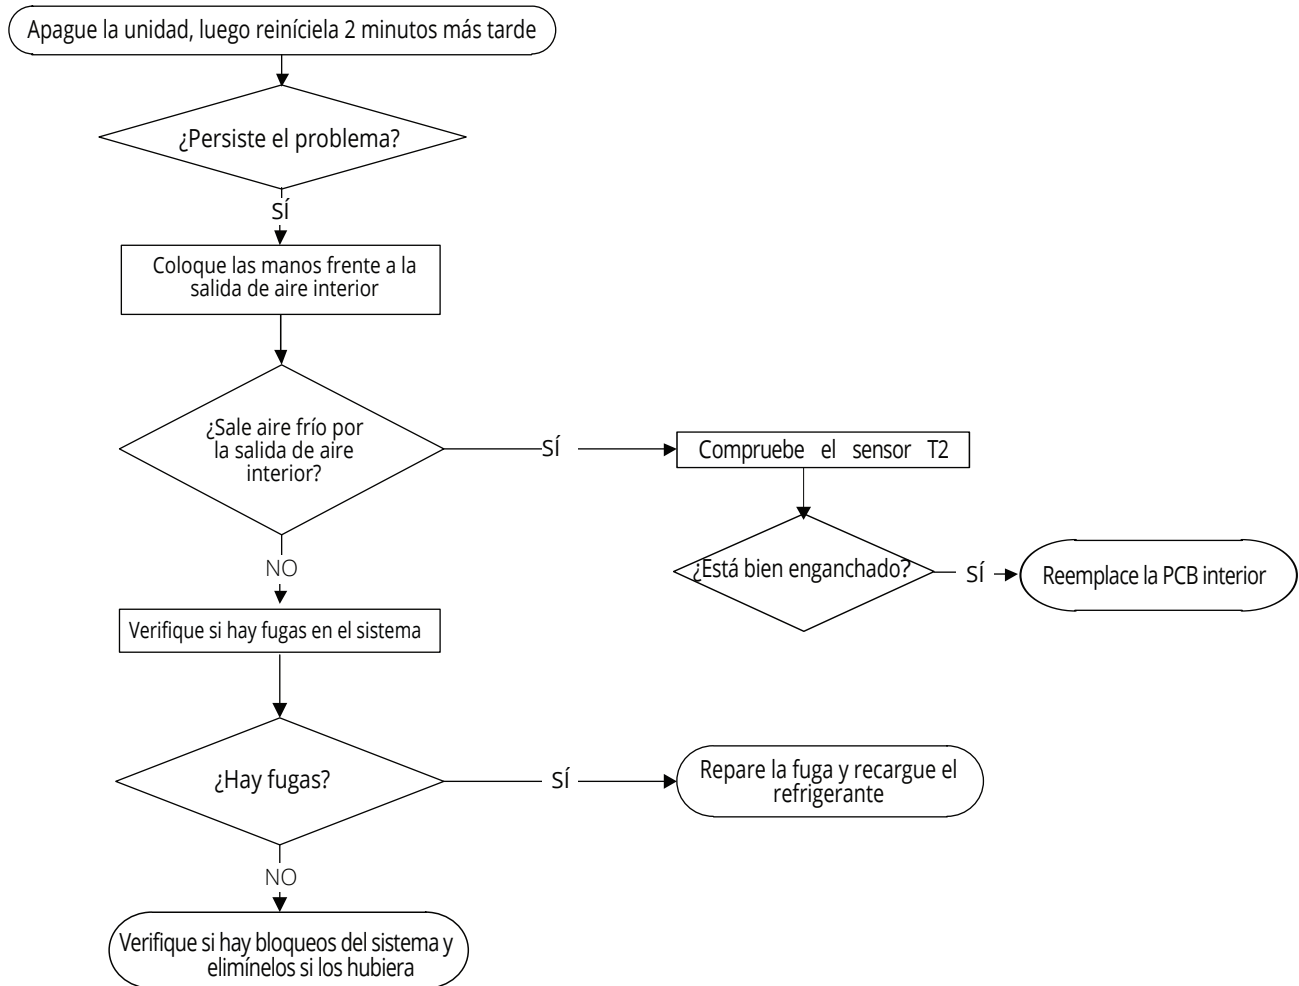 Apague la unidad, luego reiníciela 2 minutos más tarde
¿Persiste el problema?
SÍ
Coloque las manos frente a la
salida de aire interior
¿Sale aire frío por
la salida de aire
interior?
SÍ
Compruebe el sensor T2
¿Está bien enganchado?
SÍ
Reemplace la PCB interior
NO
Verifique si hay fugas en el sistema
¿Hay fugas?
SÍ
Repare la fuga y recargue el
refrigerante
NO
Verifique si hay bloqueos del sistema y
elimínelos si los hubiera